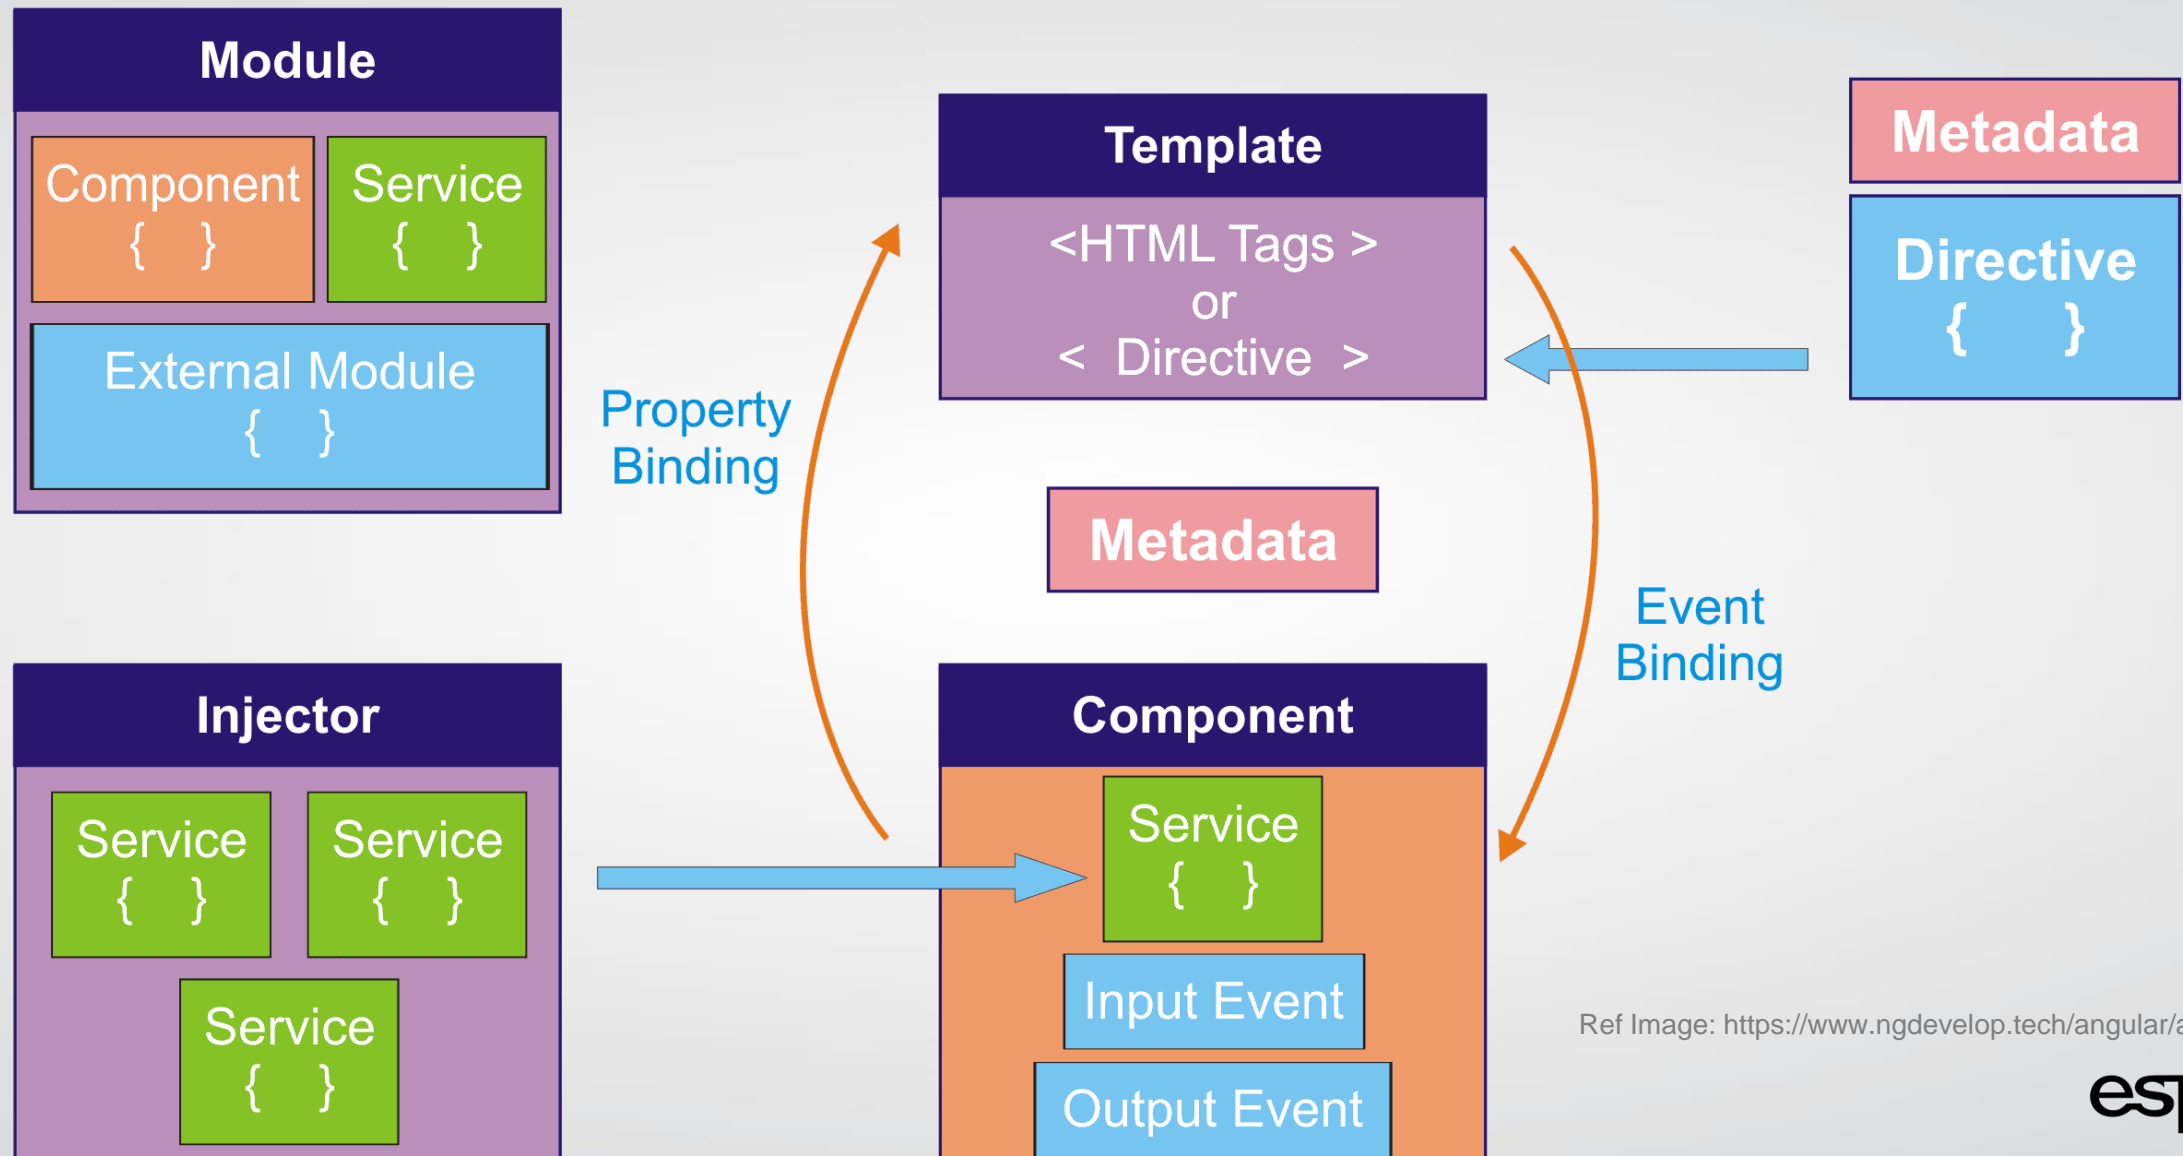 Module
Component
{ }
Service
{ }
External Module
{ }
Template
<HTML Tags >
or
< Directive >
Metadata
Directive
{ }
Property
Binding
Metadata
Event
Binding
Injector
Service
{ }
Service
{ }
Service
{ }
Component
Service
{ }
Input Event
Output Event
Ref Image: https://www.ngdevelop.tech/angular/